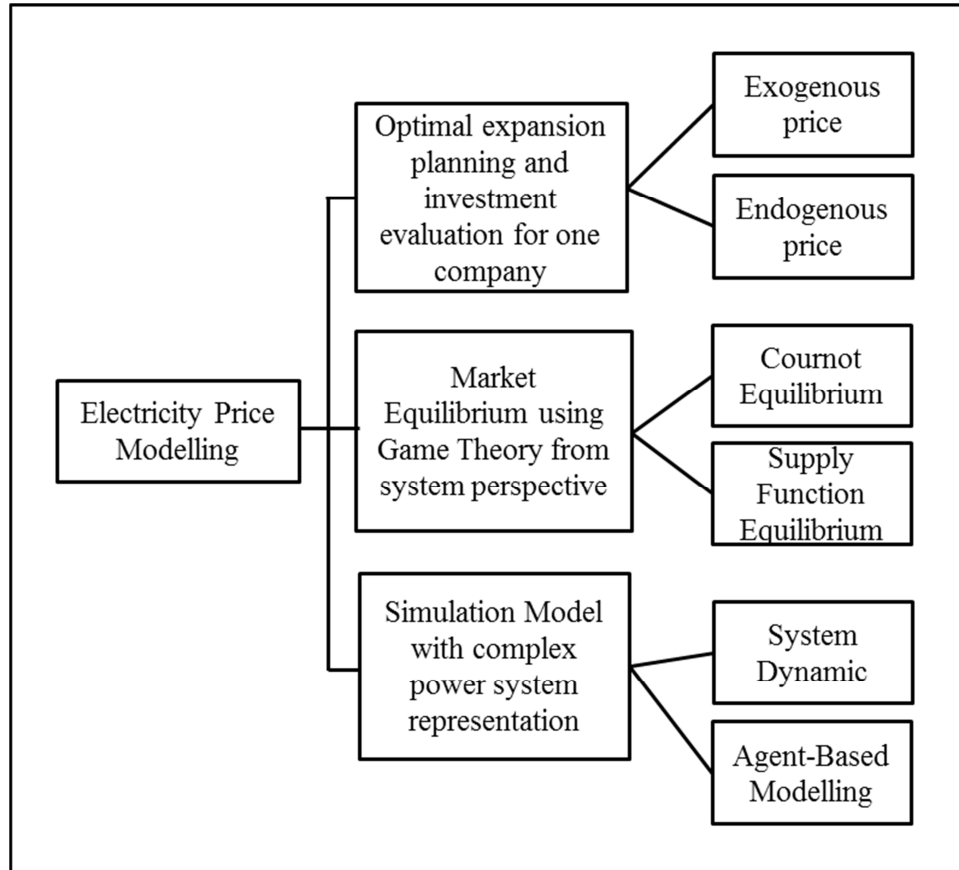 Electricity Price
Modelling
Optimal expansion
planning and
investment
evaluation for one
company
Exogenous
price
Endogenous
price
Market
Equilibrium using
Game Theory from
system perspective
Cournot
Equilibrium
Supply
Function
Equilibrium
Simulation Model
with complex
power system
representation
System
Dynamic
Agent-Based
Modelling